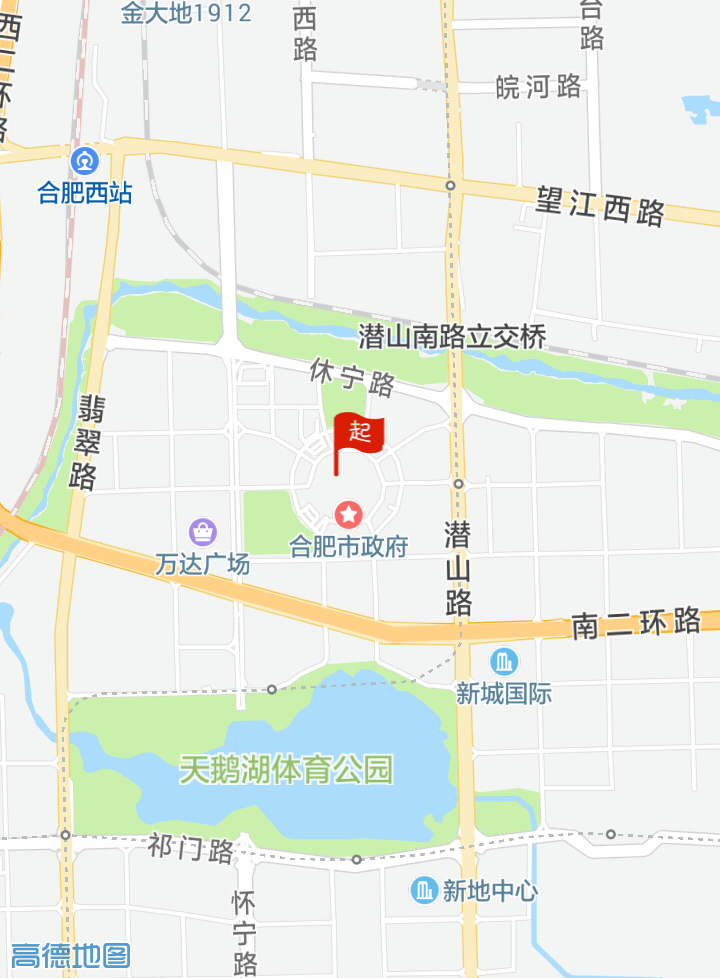 金大地1912
西路
台路
皖河路
西二环路
合肥西站
望江西路
潜山南路立交桥
休宁路
翡翠路
起
合肥市政府
万达广场
潜山路
南二环路
新城国际
天鹅湖体育公园
祁门路
怀宁路
新地中心
高德地图